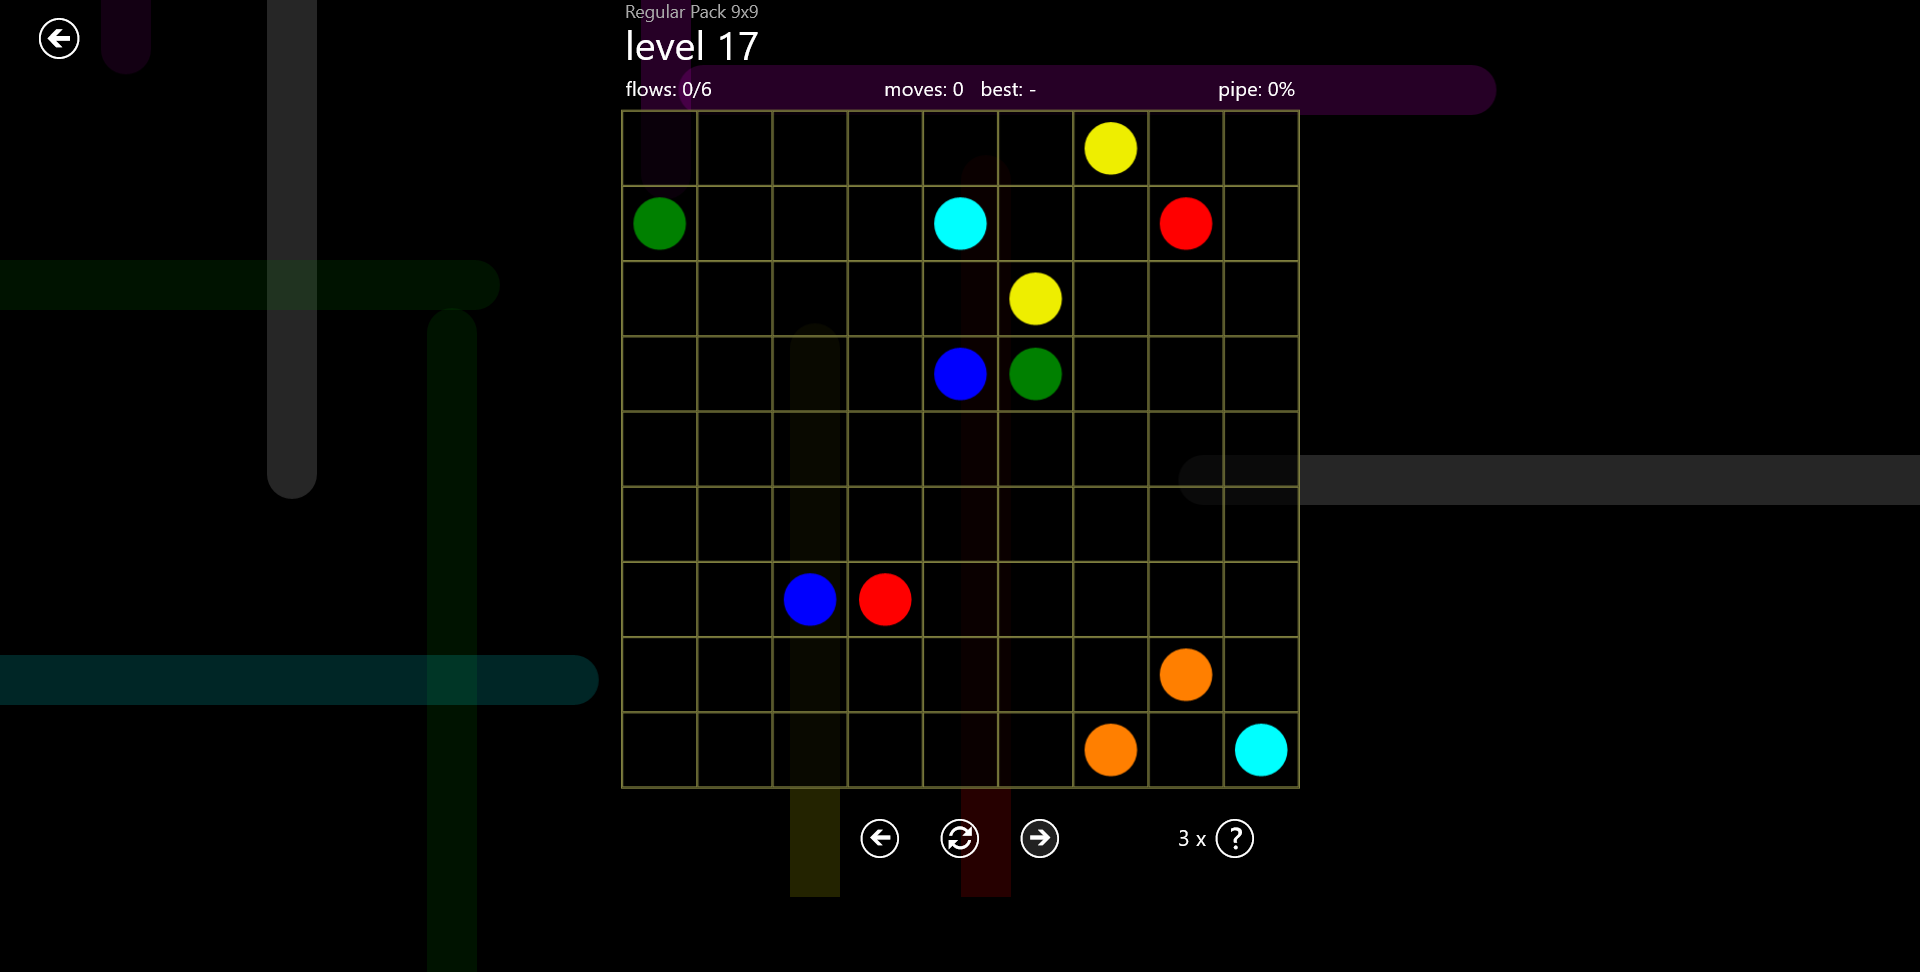 Regular Pack 9x9
level 17
flows: 0/6 moves: 0 best: - pipe: 0%
3 x ?